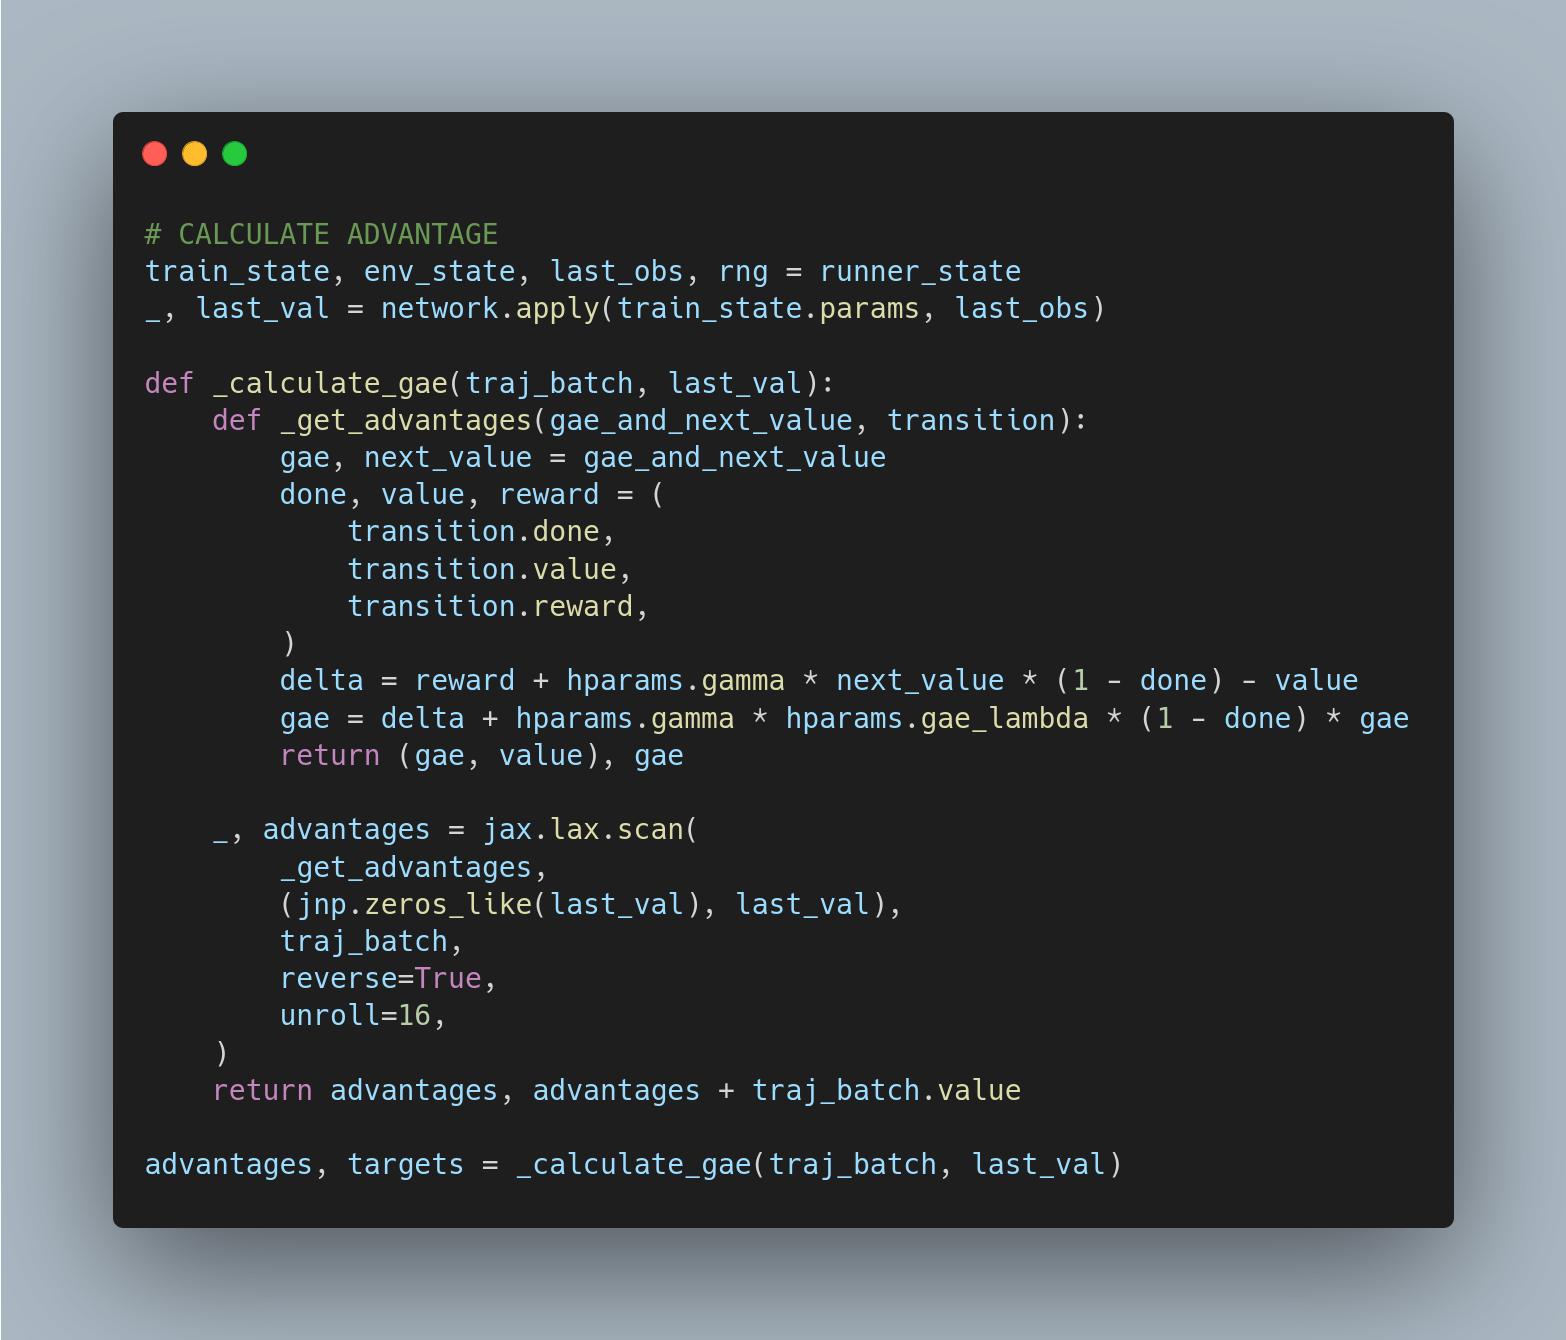 # CALCULATE ADVANTAGE
train_state, env_state, last_obs, rng = runner_state
_, last_val = network.apply(train_state.params, last_obs)

def _calculate_gae(traj_batch, last_val):
    def _get_advantages(gae_and_next_value, transition):
        gae, next_value = gae_and_next_value
        done, value, reward = (
            transition.done,
            transition.value,
            transition.reward,
        )
        delta = reward + hparams.gamma * next_value * (1 - done) - value
        gae = delta + hparams.gamma * hparams.gae_lambda * (1 - done) * gae
        return (gae, value), gae

    _, advantages = jax.lax.scan(
        _get_advantages,
        (jnp.zeros_like(last_val), last_val),
        traj_batch,
        reverse=True,
        unroll=16,
    )
    return advantages, advantages + traj_batch.value

advantages, targets = _calculate_gae(traj_batch, last_val)